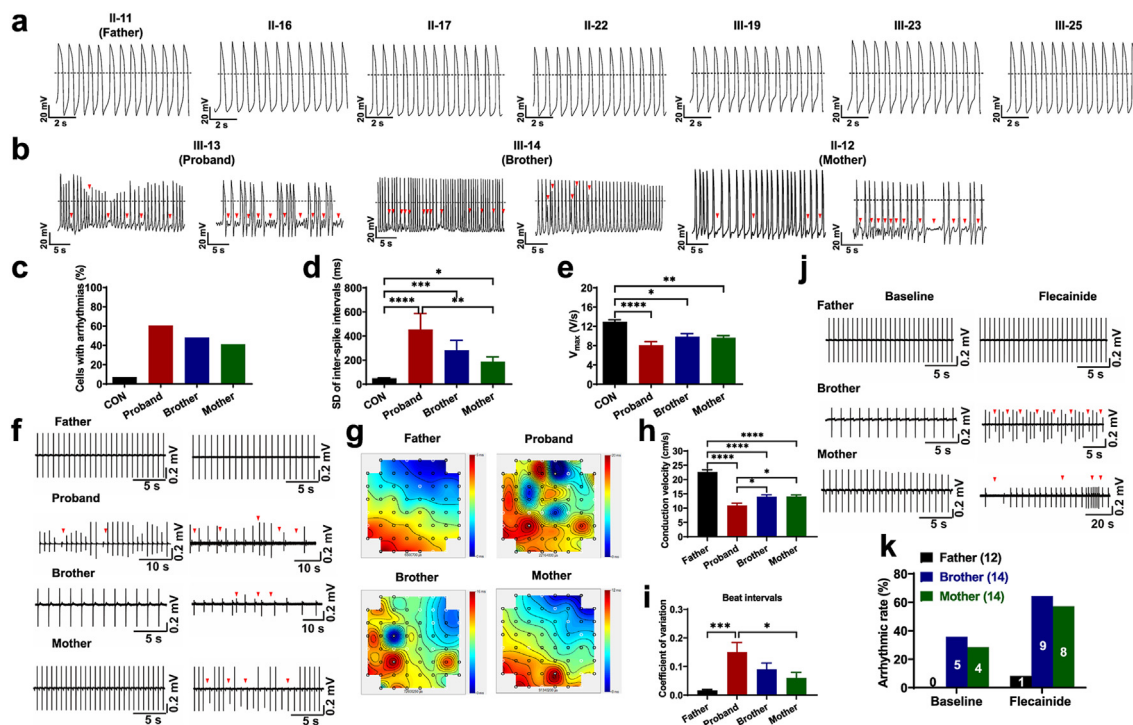 a
II-11
(Father)
II-16
II-17
II-22
III-19
III-23
III-25
20 mV
2 s
20 mV
2 s
20 mV
2 s
20 mV
2 s
20 mV
2 s
20 mV
2 s
20 mV
2 s
b
III-13
(Proband)
III-14
(Brother)
II-12
(Mother)
20 mV
5 s
20 mV
5 s
20 mV
5 s
20 mV
5 s
20 mV
5 s
20 mV
5 s
c
Cells with arrhythmias (%)
100
80
60
40
20
0
CON
Proband
Brother
Mother
d
SD of inter-spike intervals (ms)
800
600
400
200
0
*
***
**** **
CON
Proband
Brother
Mother
e
Vmax (V/s)
20
16
12
8
4
0
**
*
****
CON
Proband
Brother
Mother
f
Father
0.2 mV
5 s
0.2 mV
5 s
Proband
0.2 mV
10 s
0.2 mV
10 s
Brother
0.2 mV
5 s
0.2 mV
10 s
Mother
0.2 mV
5 s
0.2 mV
5 s
g
Father
Proband
Brother
Mother
h
Conduction velocity (cm/s)
30
25
20
15
10
5
0
****
****
**** *
*
Father
Proband
Brother
Mother
i
Beat intervals
Coefficient of variation
0.3
0.2
0.1
0.0
*** *
Father
Proband
Brother
Mother
j
Baseline
Flecainide
Father
0.2 mV
5 s
0.2 mV
5 s
Brother
0.2 mV
5 s
0.2 mV
5 s
Mother
0.2 mV
5 s
0.2 mV
20 s
k
Father (12)
Brother (14)
Mother (14)
Arrhythmic rate (%)
80
60
40
20
0
0
5
4
1
9
8
Baseline
Flecainide